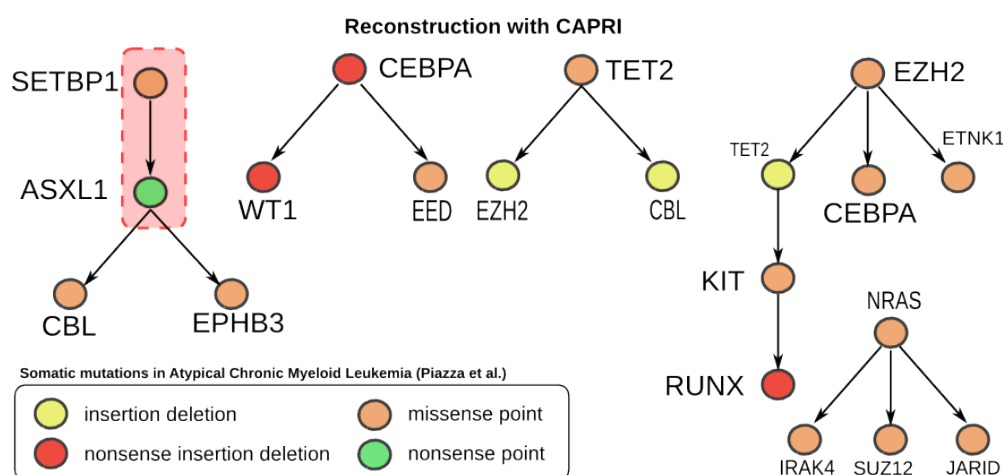 Reconstruction with CAPRI
SETBP1
ASXL1
CBL
EPHB3
CEBPA
WT1
EED
TET2
EZH2
CBL
EZH2
TET2
CEBPA
ETNK1
KIT
RUNX
NRAS
IRAK4
SUZ12
JARID
Somatic mutations in Atypical Chronic Myeloid Leukemia (Piazza et al.)
insertion deletion
missense point
nonsense insertion deletion
nonsense point